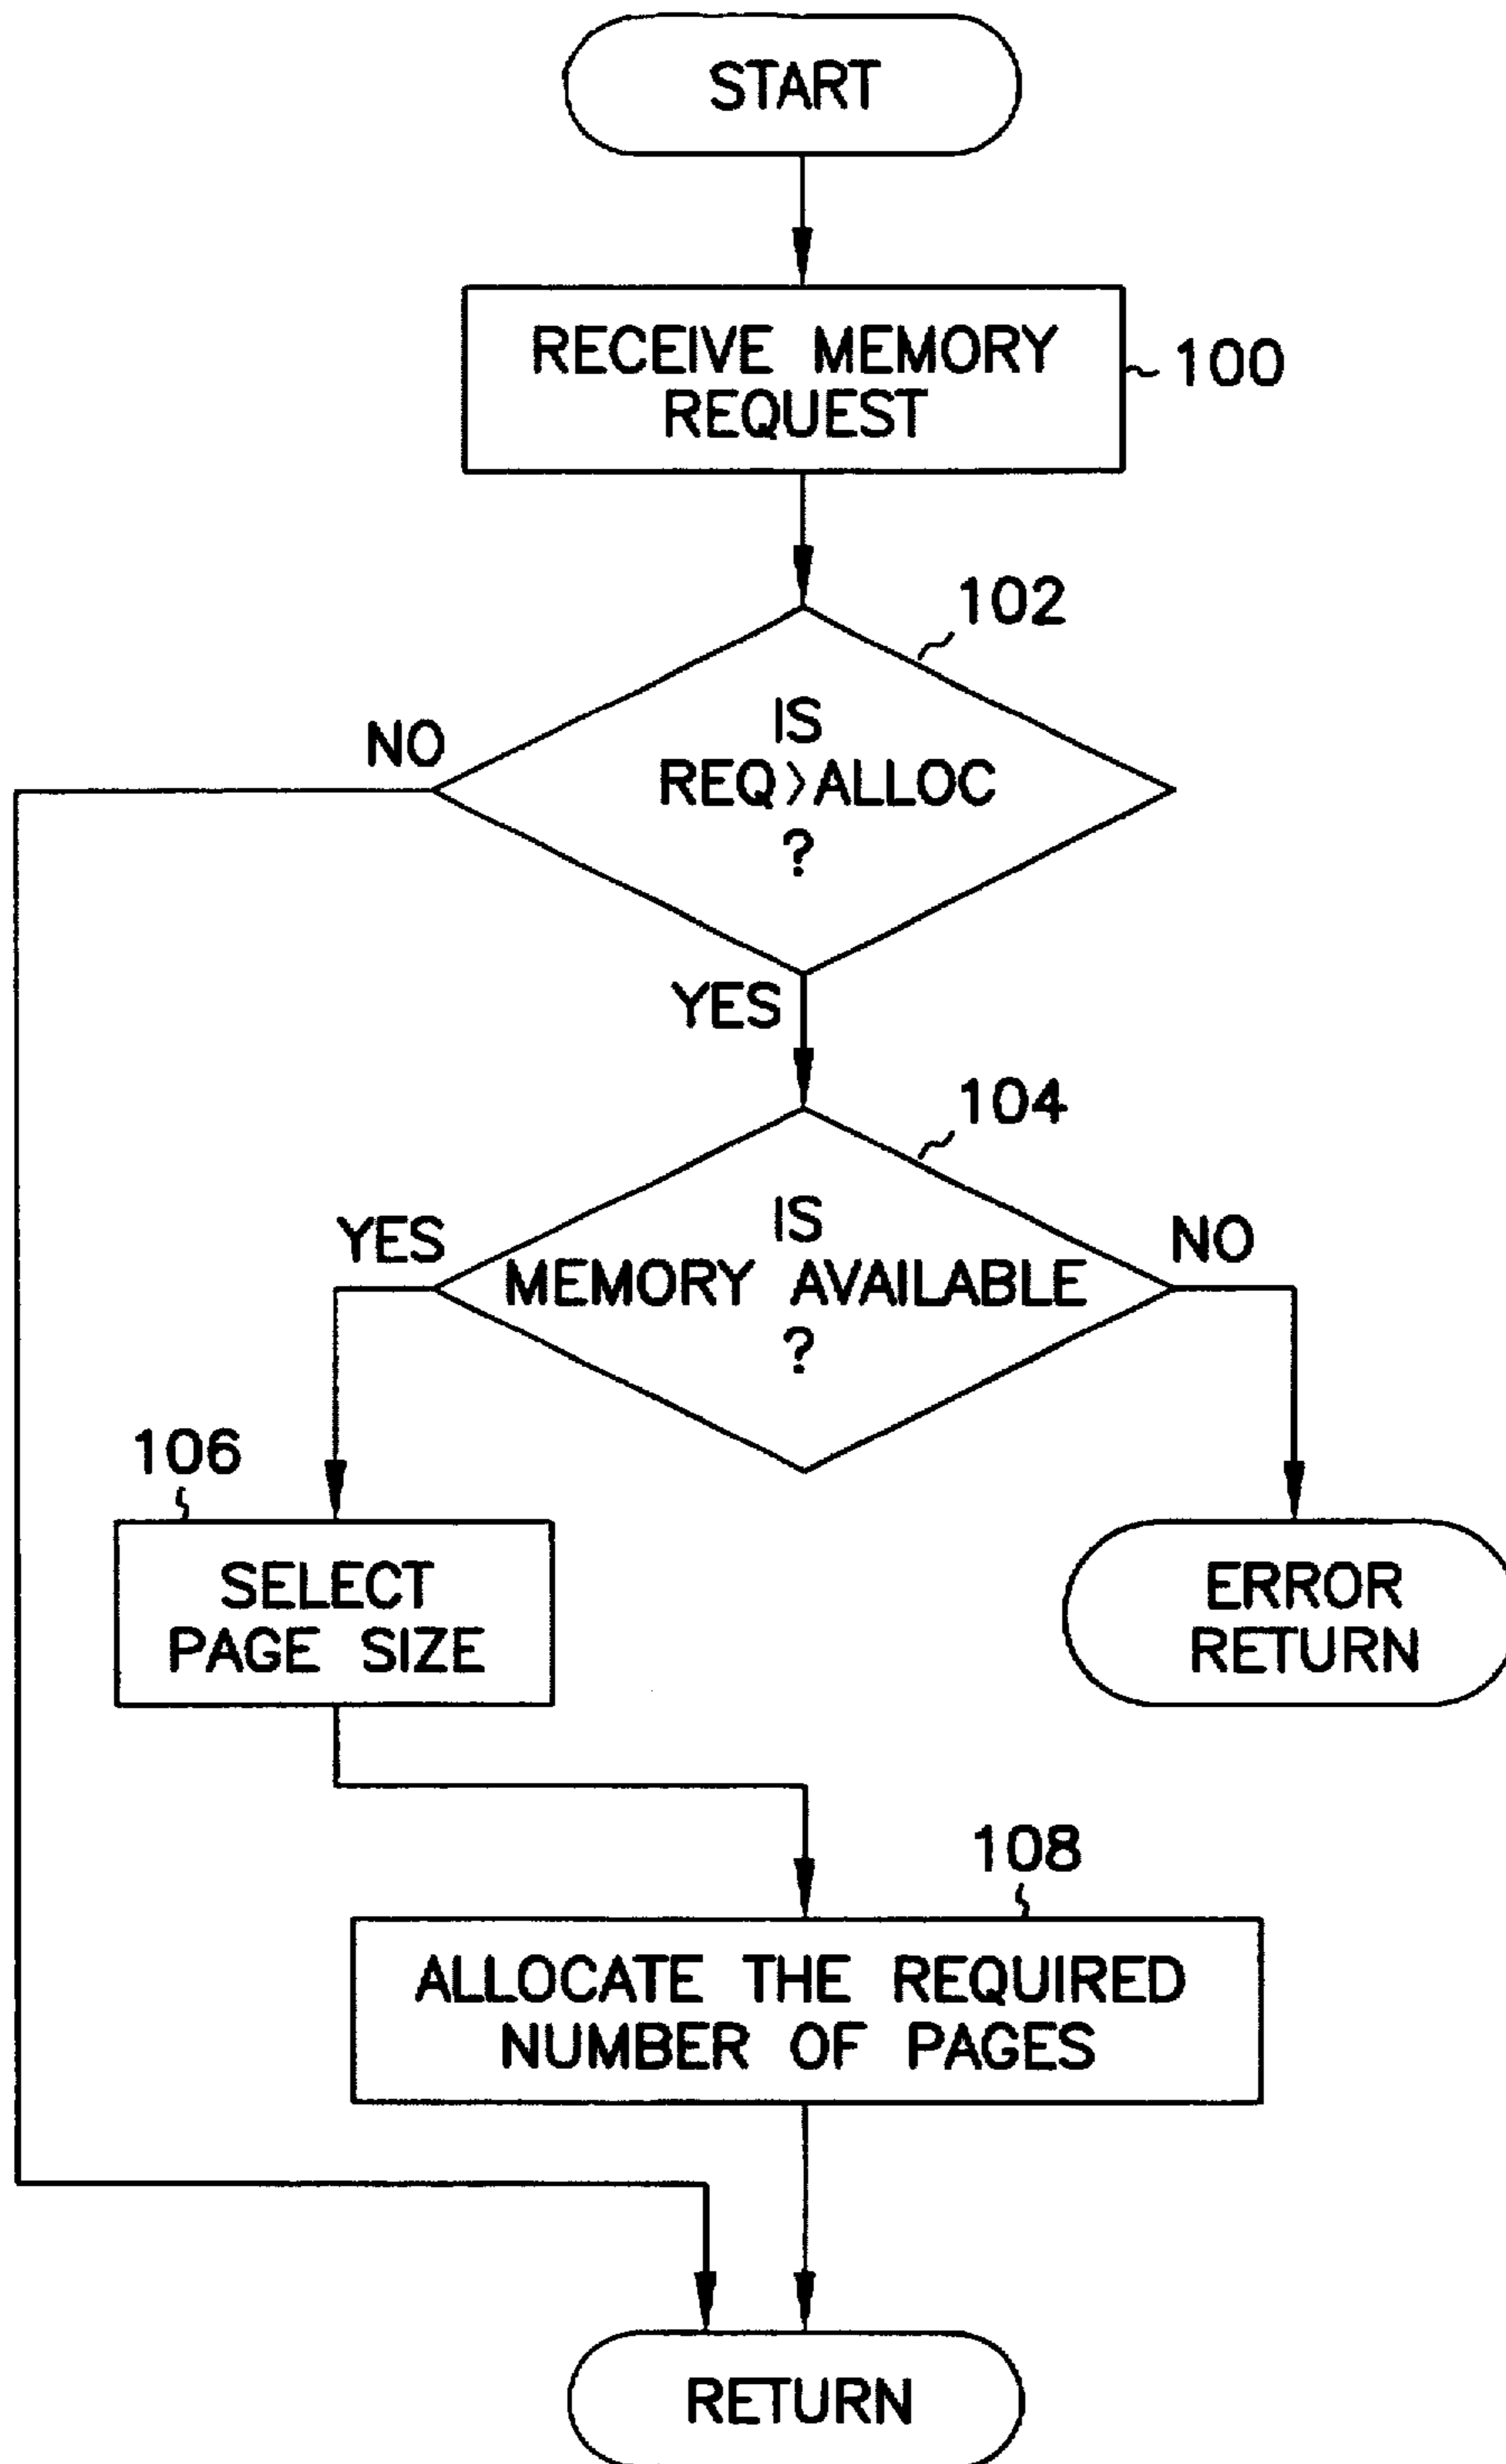 START
RECEIVE MEMORY
REQUEST
100
102
IS
REQ>ALLOC
?
NO
YES
104
IS
MEMORY AVAILABLE
?
YES
NO
106
SELECT
PAGE SIZE
ERROR
RETURN
108
ALLOCATE THE REQUIRED
NUMBER OF PAGES
RETURN